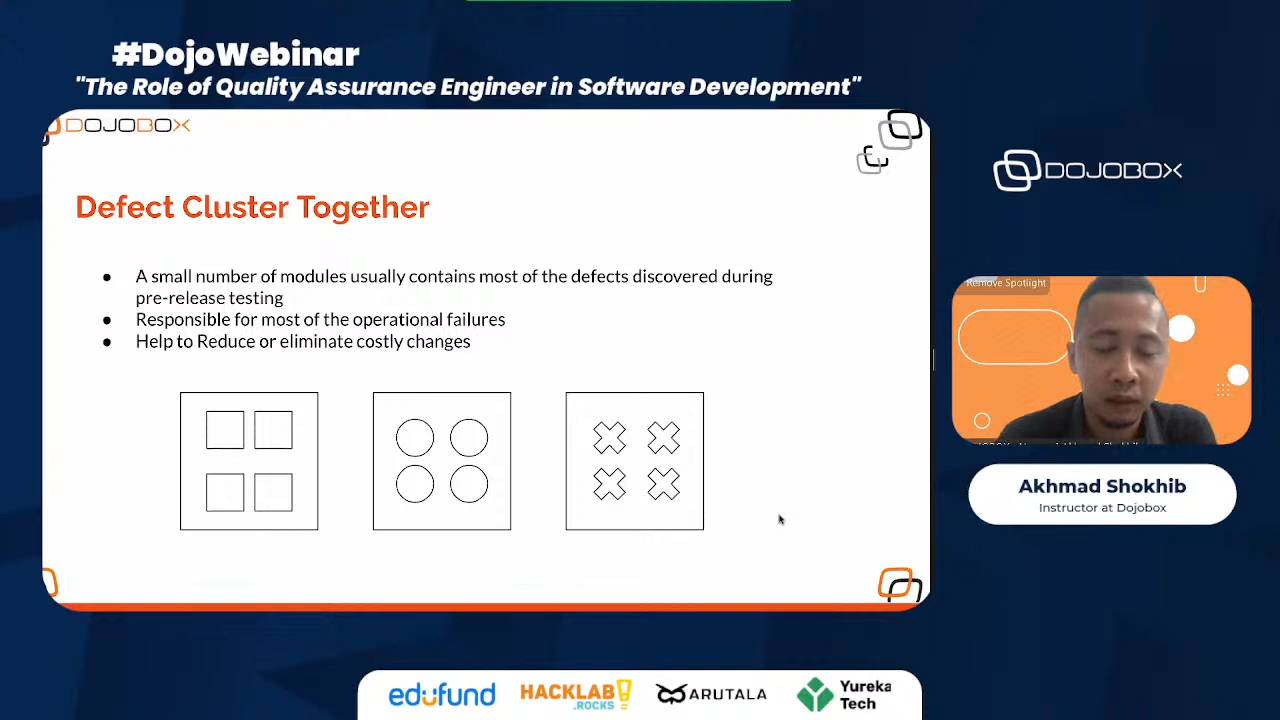 #DojoWebinar
"The Role of Quality Assurance Engineer in Software Development"
DOJOBOX
DOJOBOX
Defect Cluster Together
● A small number of modules usually contains most of the defects discovered during
pre-release testing
● Responsible for most of the operational failures
● Help to Reduce or eliminate costly changes
Remove Spotlight
Akhmad Shokhib
Instructor at Dojobox
edufund
HACKLAB!
.ROCKS
ARUTALA
Yureka
Tech